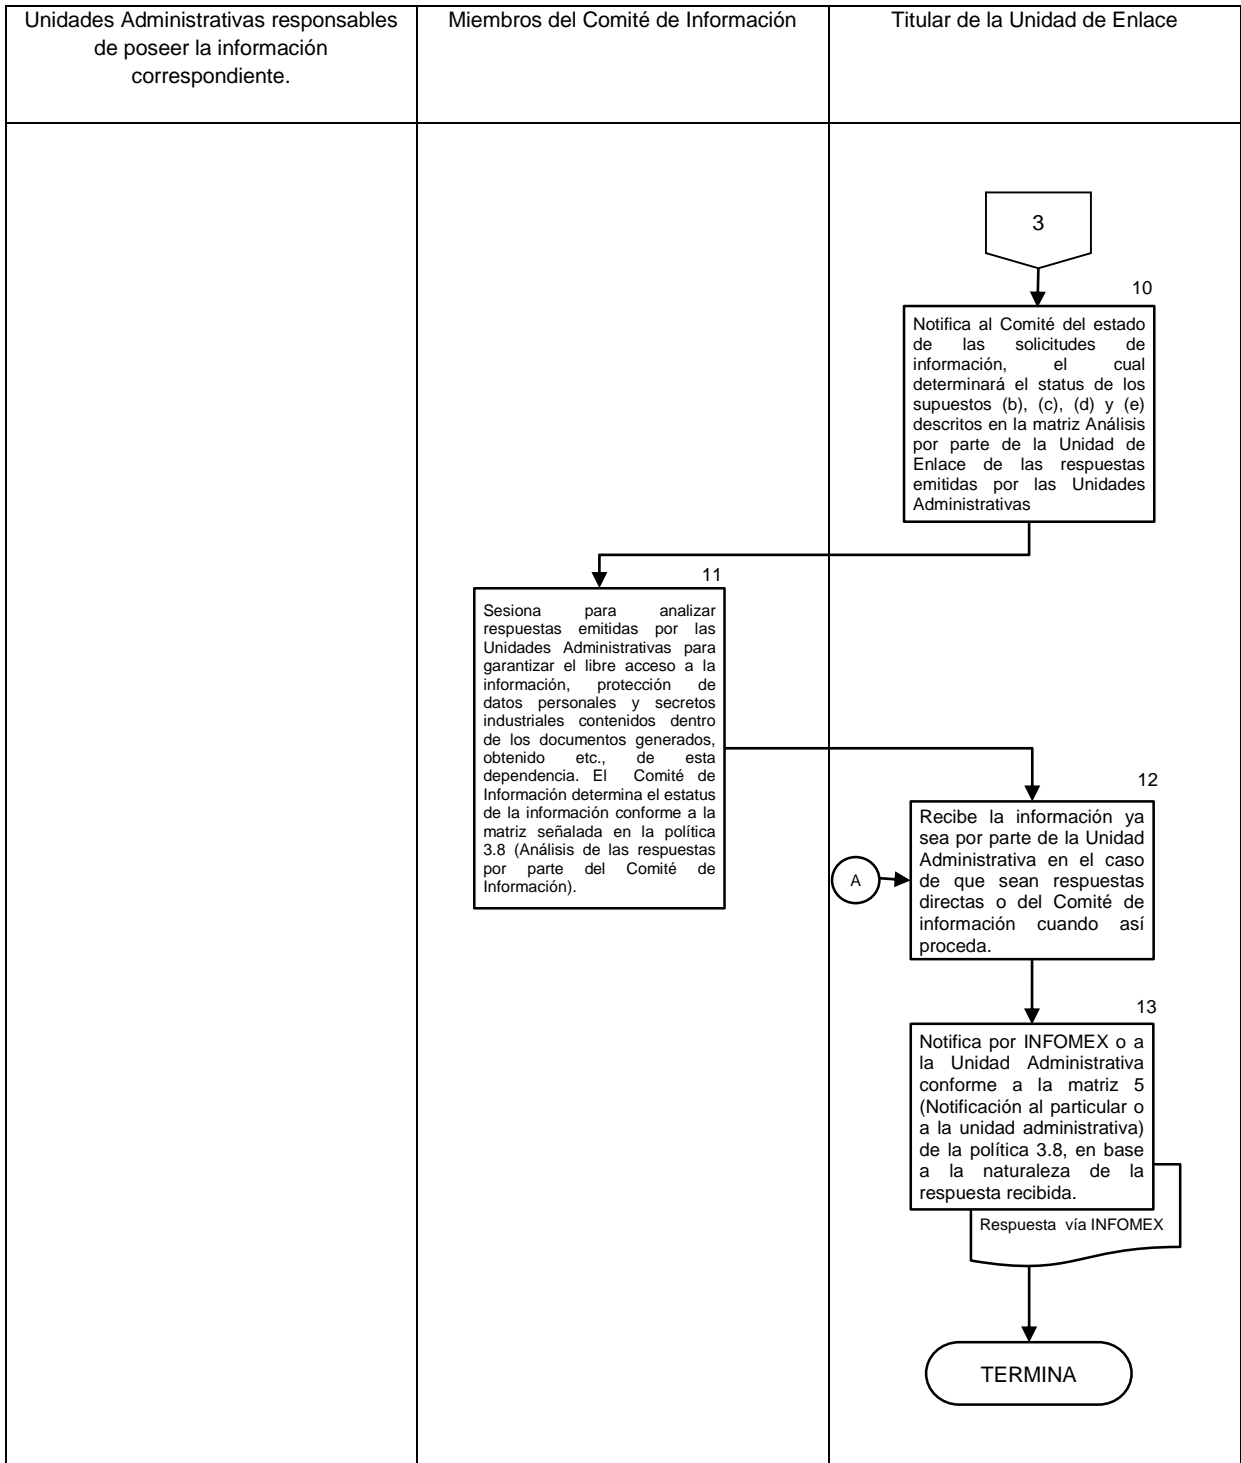 Unidades Administrativas responsables
de poseer la información
correspondiente.
Miembros del Comité de Información
Titular de la Unidad de Enlace
3
10
Notifica al Comité del estado
de las solicitudes de
información, el cual
determinará el status de los
supuestos (b), (c), (d) y (e)
descritos en la matriz Análisis
por parte de la Unidad de
Enlace de las respuestas
emitidas por las Unidades
Administrativas
11
Sesiona para analizar
respuestas emitidas por las
Unidades Administrativas para
garantizar el libre acceso a la
información, protección de
datos personales y secretos
industriales contenidos dentro
de los documentos generados,
obtenido etc., de esta
dependencia. El Comité de
Información determina el estatus
de la información conforme a la
matriz señalada en la política
3.8 (Análisis de las respuestas
por parte del Comité de
Información).
12
Recibe la información ya
sea por parte de la Unidad
Administrativa en el caso
de que sean respuestas
directas o del Comité de
información cuando así
proceda.
A
13
Notifica por INFOMEX o a
la Unidad Administrativa
conforme a la matriz 5
(Notificación al particular o
a la unidad administrativa)
de la política 3.8, en base
a la naturaleza de la
respuesta recibida.
Respuesta vía INFOMEX
TERMINA